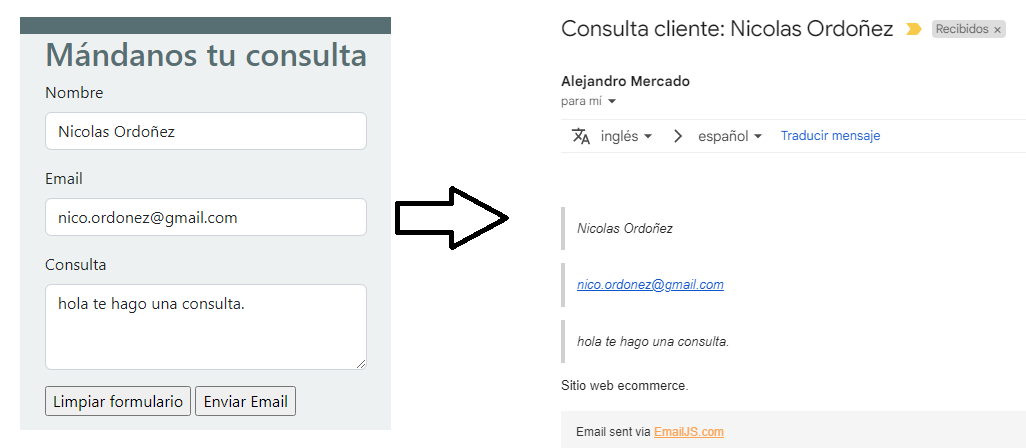 Mándanos tu consulta
Nombre
Nicolas Ordoñez
Email
nico.ordonez@gmail.com
Consulta
hola te hago una consulta.
Limpiar formulario Enviar Email
Consulta cliente: Nicolas Ordoñez Recibidos ×
Alejandro Mercado
para mí
inglés español Traducir mensaje
Nicolas Ordoñez
nico.ordonez@gmail.com
hola te hago una consulta.
Sitio web ecommerce.
Email sent via EmailJS.com